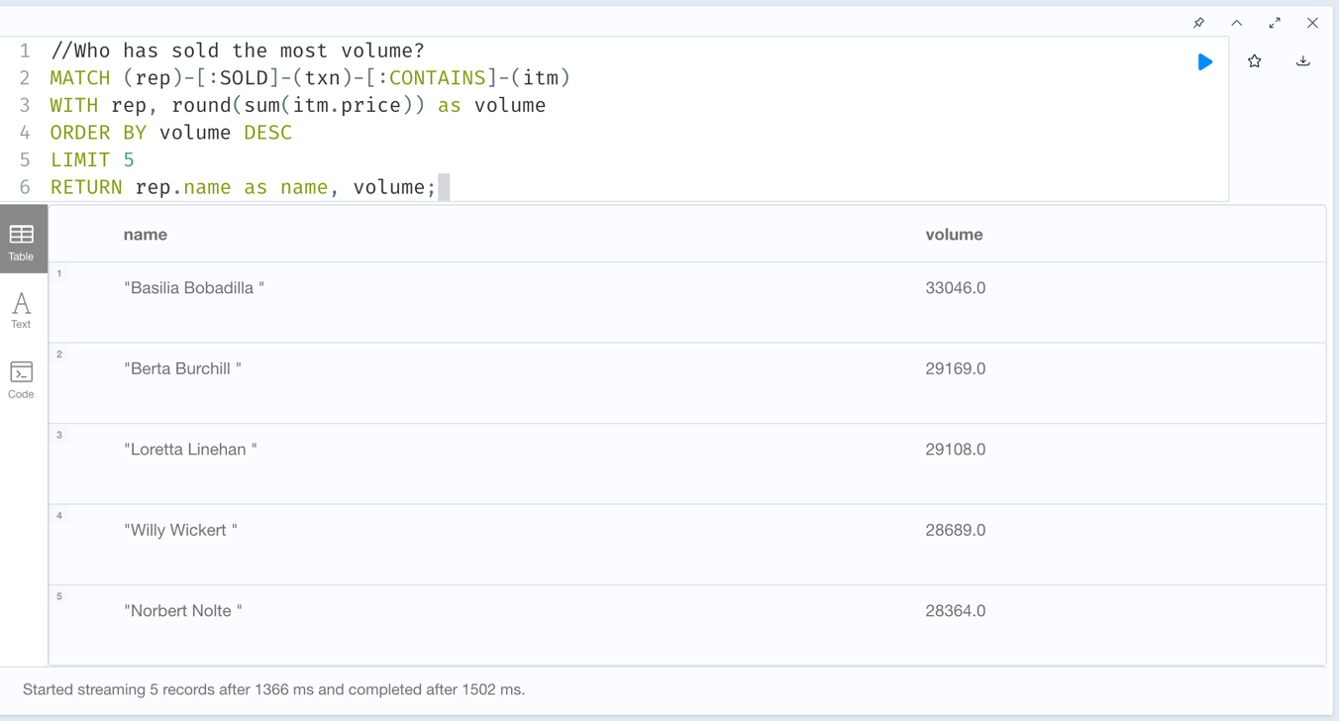 1 //Who has sold the most volume?
2 MATCH (rep)-[:SOLD]-(txn)-[:CONTAINS]-(itm)
3 WITH rep, round(sum(itm.price)) as volume
4 ORDER BY volume DESC
5 LIMIT 5
6 RETURN rep.name as name, volume;
Table
Text
Code
name volume
1 "Basilia Bobadilla " 33046.0
2 "Berta Burchill " 29169.0
3 "Loretta Linehan " 29108.0
4 "Willy Wickert " 28689.0
5 "Norbert Nolte " 28364.0
Started streaming 5 records after 1366 ms and completed after 1502 ms.